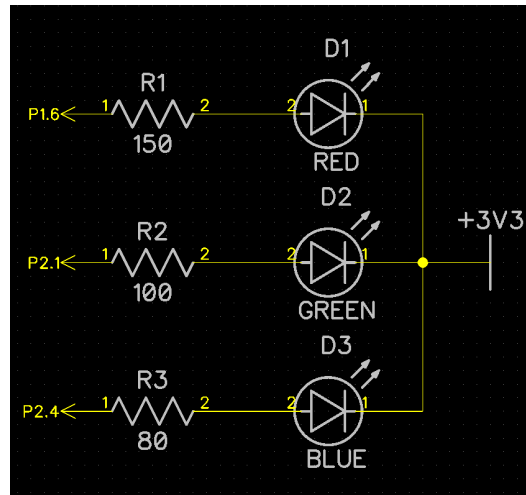 D1
R1
P1.6 1 2 2 1
150
RED
D2
+3V3
R2
P2.1 1 2 2 1
100
GREEN
D3
R3
P2.4 1 2 2 1
80
BLUE